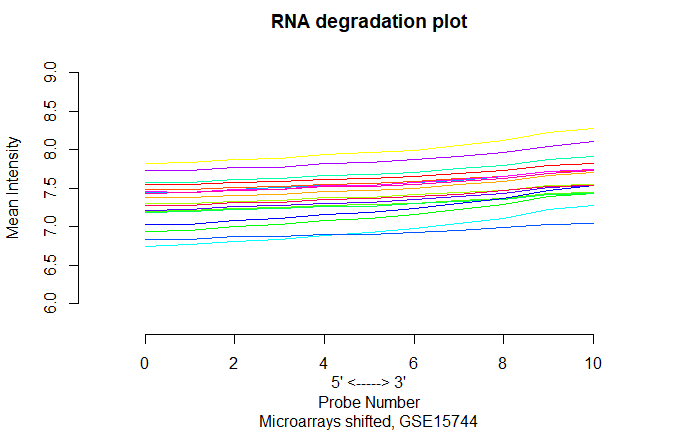 RNA degradation plot
Mean Intensity
9.0
8.5
8.0
7.5
7.0
6.5
6.0
0 2 4 6 8 10
5' <-----> 3'
Probe Number
Microarrays shifted, GSE15744